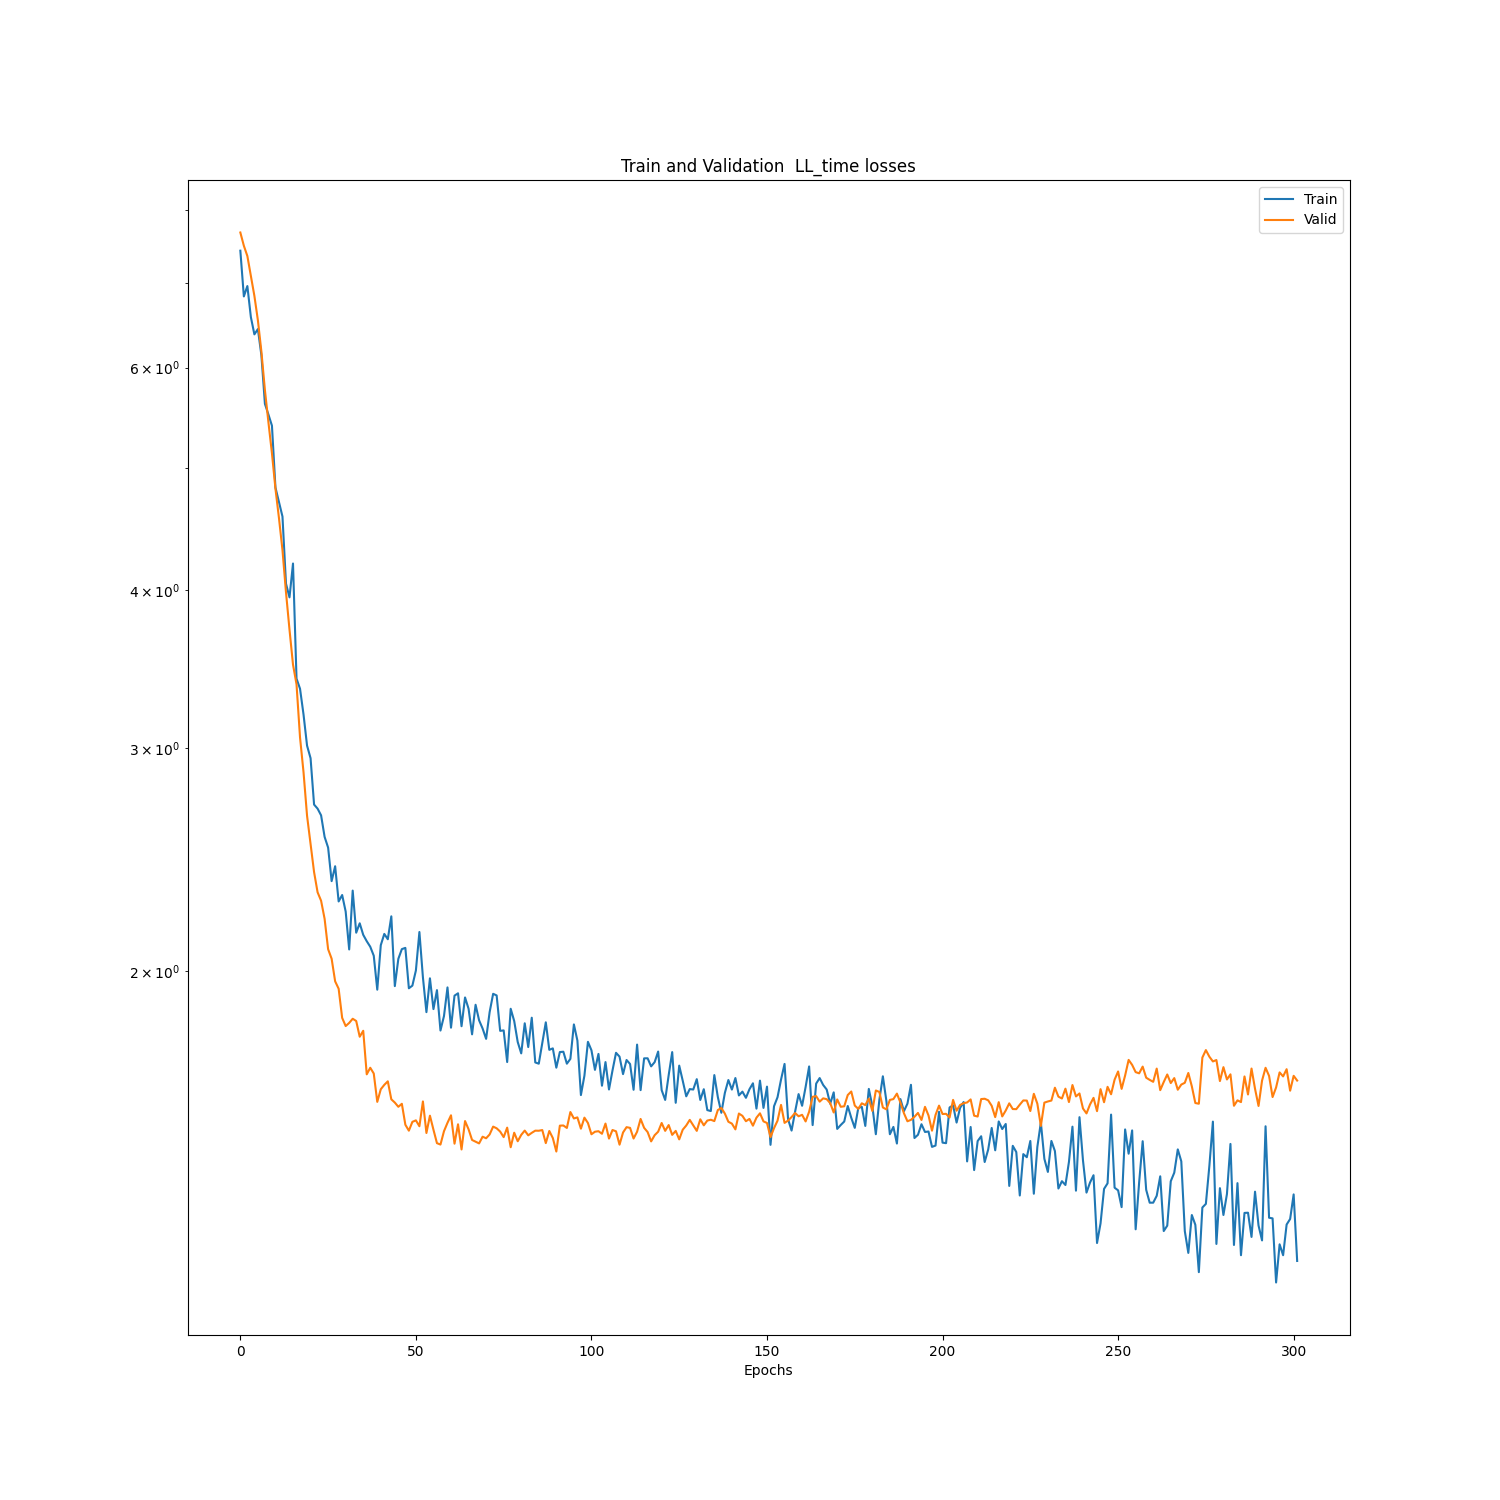 Train and Validation  LL_time losses
Train
Valid
6 × 10⁰
4 × 10⁰
3 × 10⁰
2 × 10⁰
0 50 100 150 200 250 300
Epochs